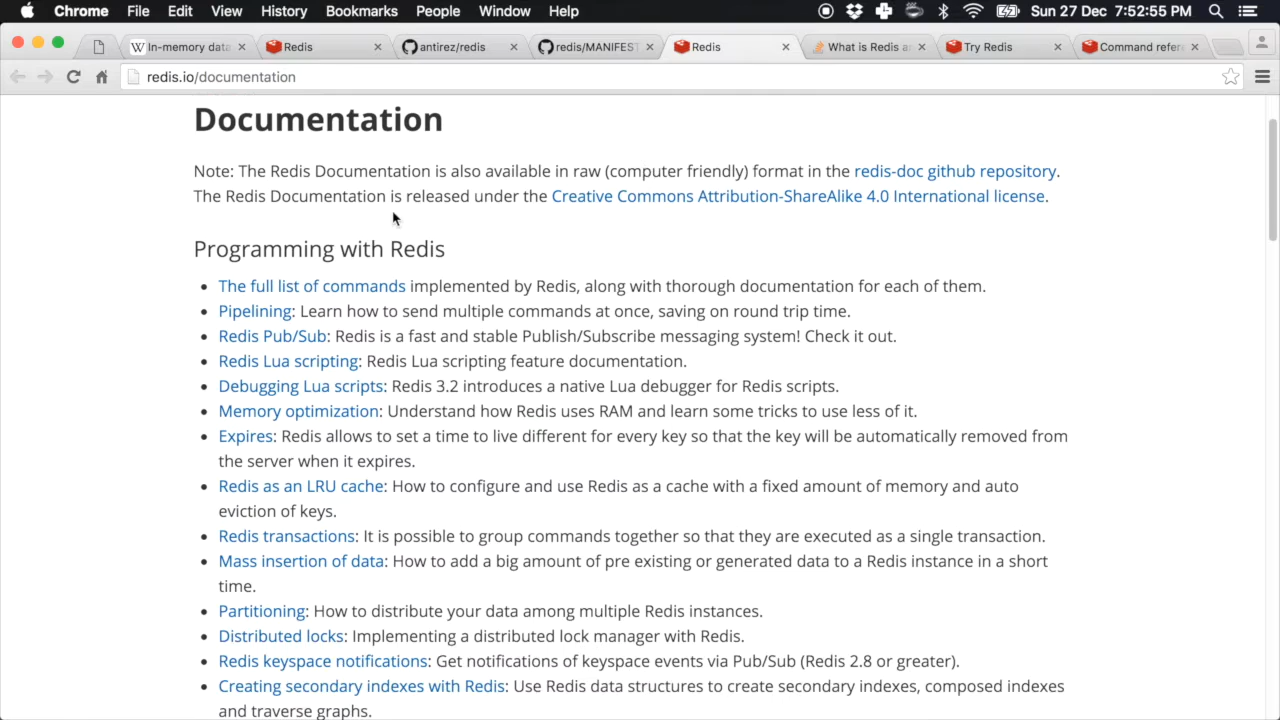 Chrome File Edit View History Bookmarks People Window Help Sun 27 Dec 7:52:55 PM
In-memory data Redis antirez/redis redis/MANIFEST Redis What is Redis a Try Redis Command refer
redis.io/documentation
Documentation
Note: The Redis Documentation is also available in raw (computer friendly) format in the redis-doc github repository.
The Redis Documentation is released under the Creative Commons Attribution-ShareAlike 4.0 International license.
Programming with Redis
• The full list of commands implemented by Redis, along with thorough documentation for each of them.
• Pipelining: Learn how to send multiple commands at once, saving on round trip time.
• Redis Pub/Sub: Redis is a fast and stable Publish/Subscribe messaging system! Check it out.
• Redis Lua scripting: Redis Lua scripting feature documentation.
• Debugging Lua scripts: Redis 3.2 introduces a native Lua debugger for Redis scripts.
• Memory optimization: Understand how Redis uses RAM and learn some tricks to use less of it.
• Expires: Redis allows to set a time to live different for every key so that the key will be automatically removed from
the server when it expires.
• Redis as an LRU cache: How to configure and use Redis as a cache with a fixed amount of memory and auto
eviction of keys.
• Redis transactions: It is possible to group commands together so that they are executed as a single transaction.
• Mass insertion of data: How to add a big amount of pre existing or generated data to a Redis instance in a short
time.
• Partitioning: How to distribute your data among multiple Redis instances.
• Distributed locks: Implementing a distributed lock manager with Redis.
• Redis keyspace notifications: Get notifications of keyspace events via Pub/Sub (Redis 2.8 or greater).
• Creating secondary indexes with Redis: Use Redis data structures to create secondary indexes, composed indexes
and traverse graphs.